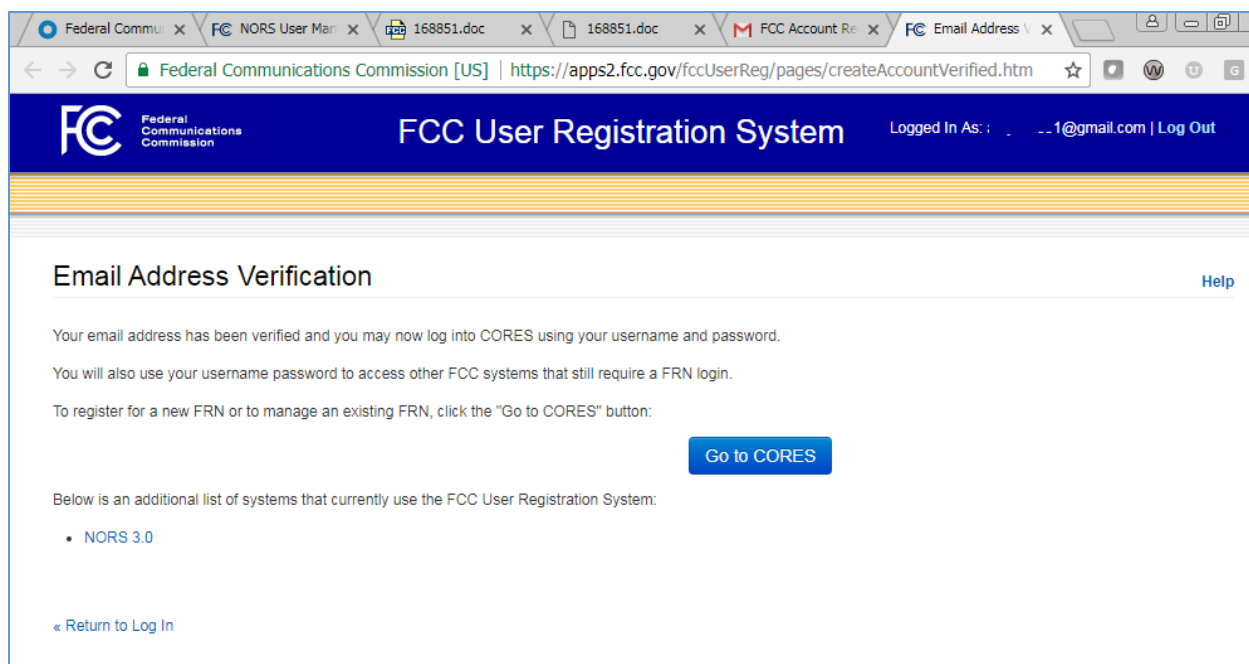 Federal Commu
FCC NORS User Man
168851.doc
168851.doc
FCC Account Re
FCC Email Address V
Federal Communications Commission [US] | https://apps2.fcc.gov/fccUserReg/pages/createAccountVerified.htm
FCC Federal Communications Commission
FCC User Registration System
Logged In As: 1@gmail.com | Log Out
Email Address Verification
Help
Your email address has been verified and you may now log into CORES using your username and password.
You will also use your username password to access other FCC systems that still require a FRN login.
To register for a new FRN or to manage an existing FRN, click the "Go to CORES" button:
Go to CORES
Below is an additional list of systems that currently use the FCC User Registration System:
• NORS 3.0
« Return to Log In